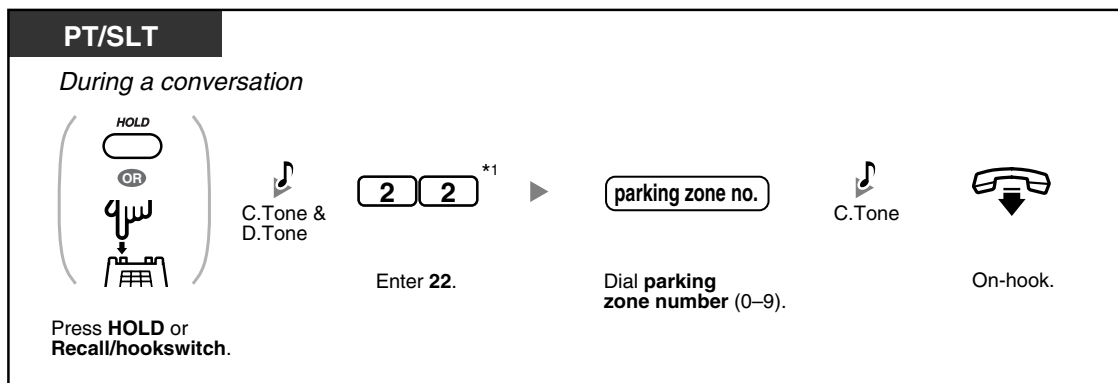 PT/SLT
During a conversation
HOLD
OR
C.Tone &
D.Tone
2 2 *1
parking zone no.
C.Tone
Enter 22.
Dial parking
zone number (0–9).
On-hook.
Press HOLD or
Recall/hookswitch.